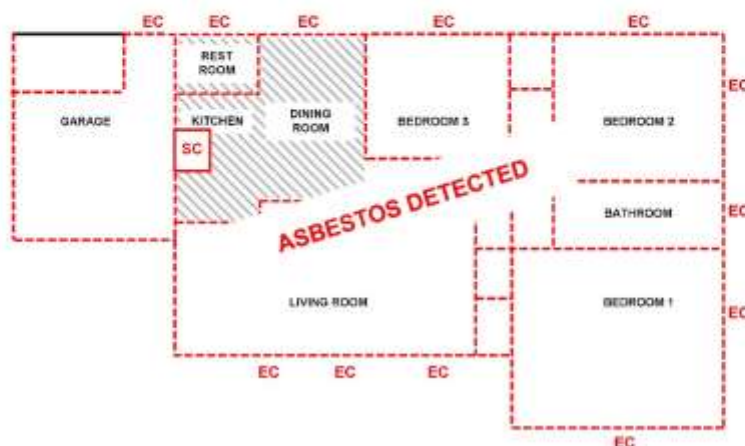 EC EC EC EC EC
REST
ROOM
EC
GARAGE
KITCHEN
DINING
ROOM
BEDROOM 3
BEDROOM 2
SC
ASBESTOS DETECTED
BATHROOM
EC
LIVING ROOM
BEDROOM 1
EC
EC EC EC
EC